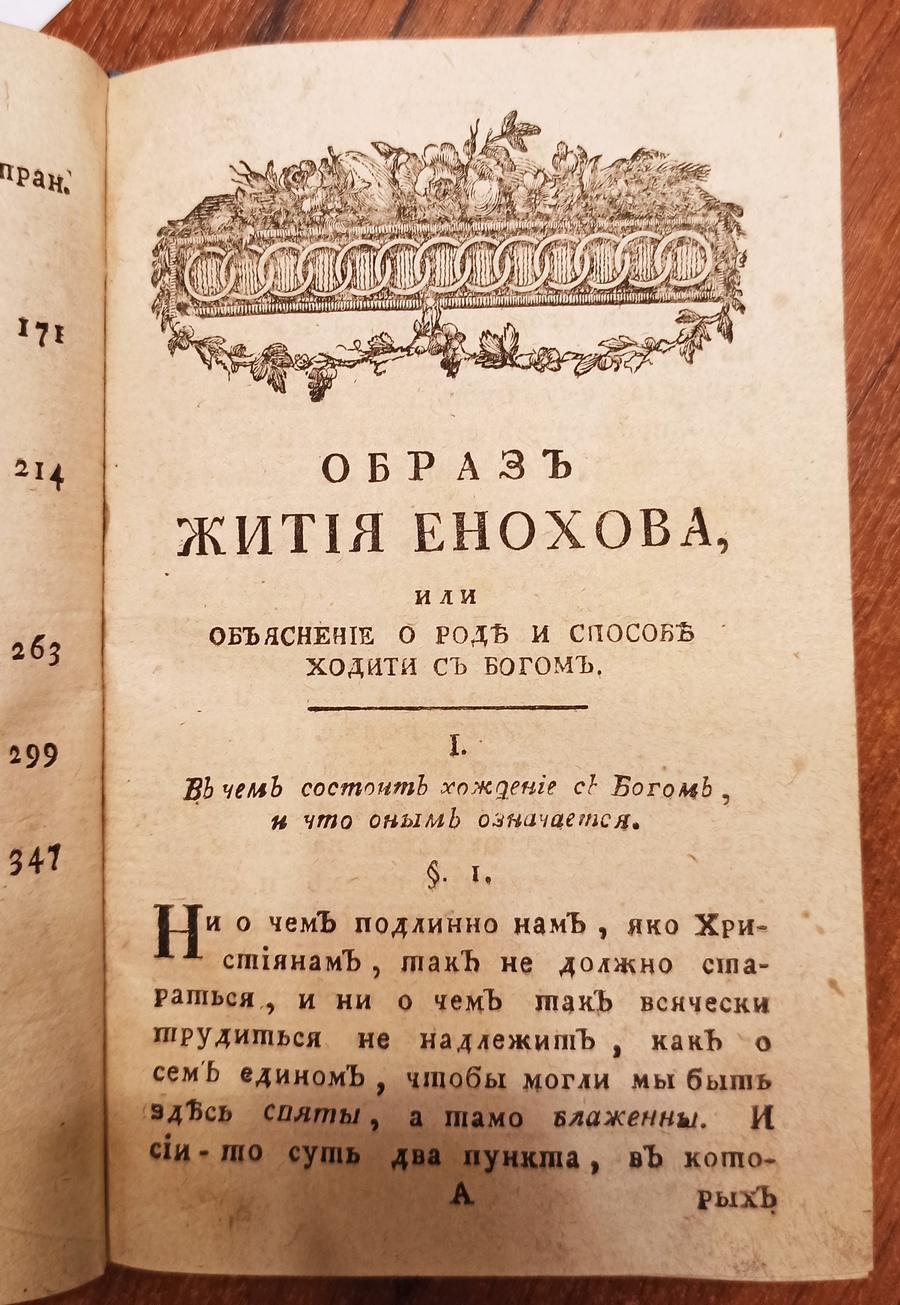 пран.
171
214
263
299
347
ОБРАЗЪ
ЖИТІЯ ЕНОХОВА,
или
ОБЪЯСНЕНІЕ О РОДѢ И СПОСОБѢ
ХОДИТИ СЪ БОГОМЪ.
I.
Въ чемъ состоитъ хожденіе съ Богомъ,
и что онымъ означается.
§. 1.
Ни о чемъ подлинно намъ, яко Хри-
стіянамъ, такъ не должно ста-
раться, и ни о чемъ такъ всячески
трудиться не надлежитъ, какъ о
семъ единомъ, чтобы могли мы быть
здѣсь святы, а тамо блаженны. И
сіи-то суть два пункта, въ кото-
А рыхъ